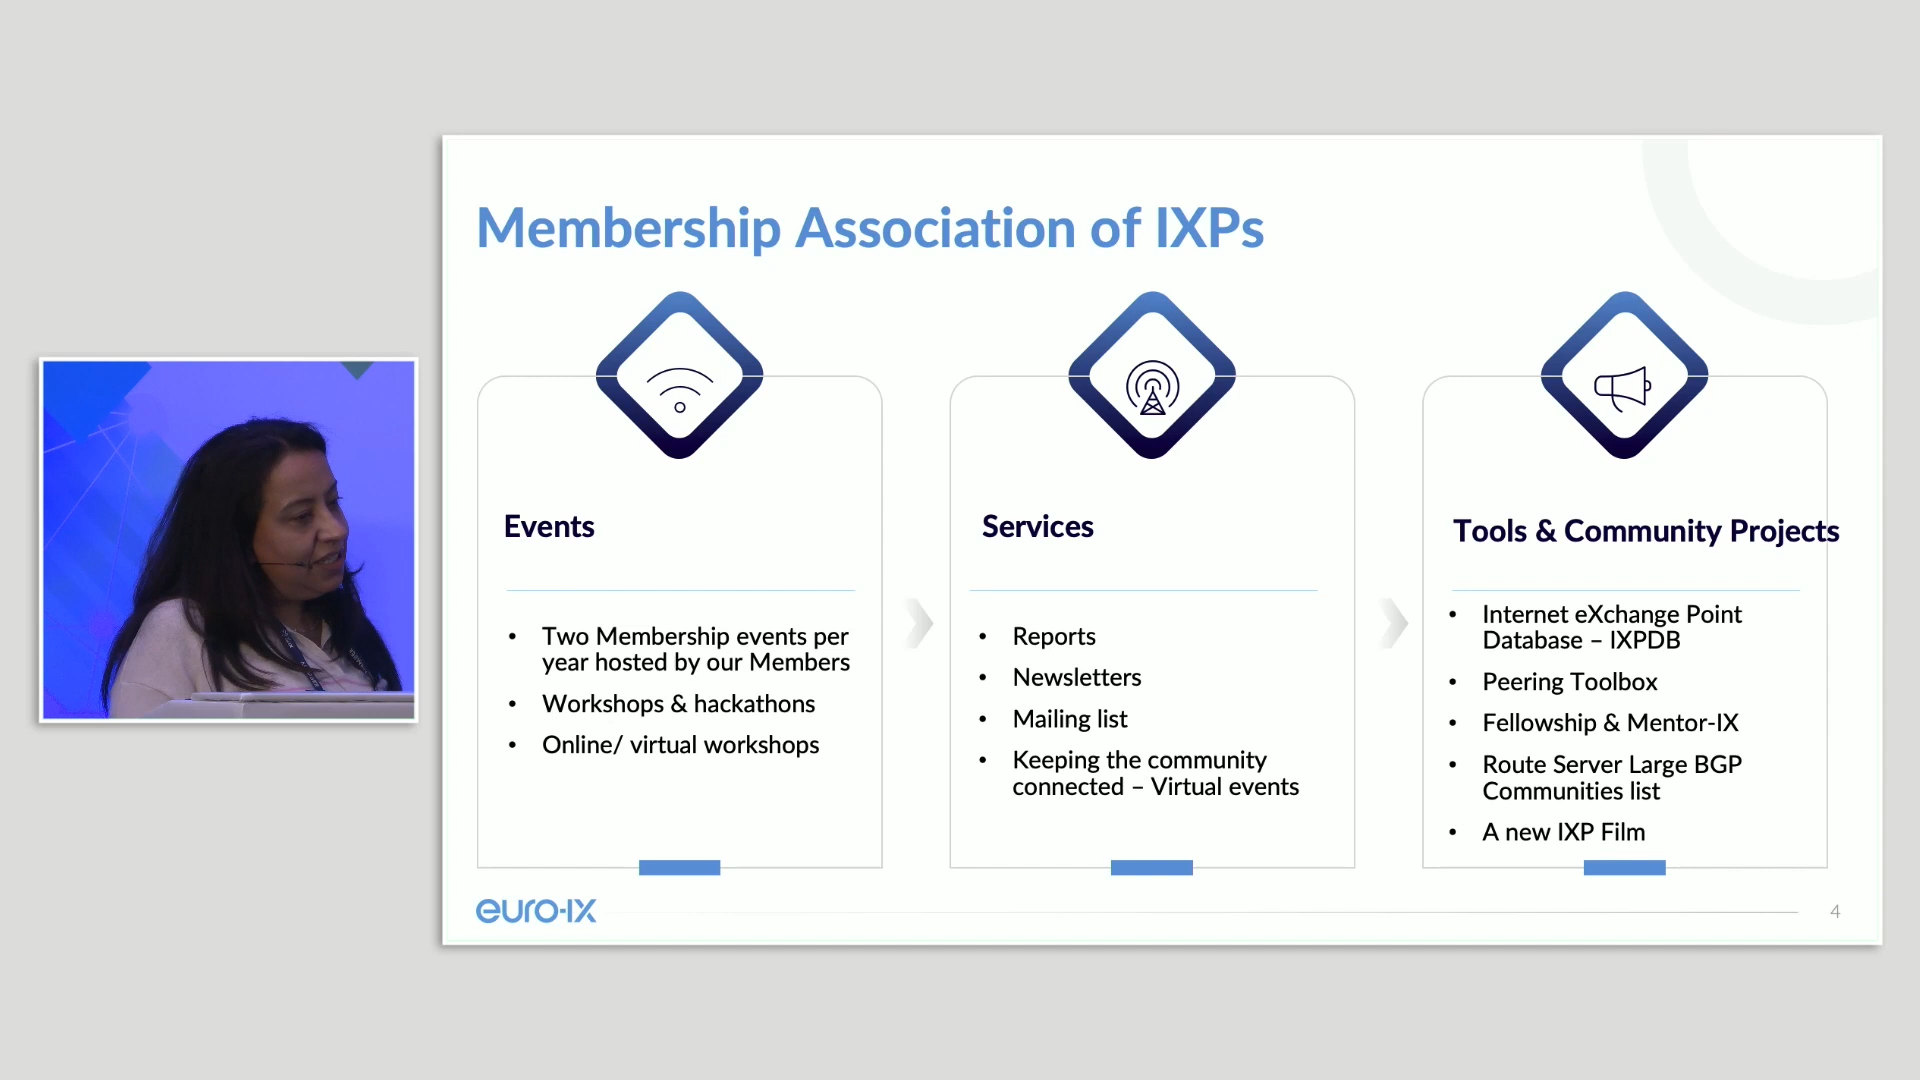 Membership Association of IXPs
Events
Two Membership events per
year hosted by our Members
Workshops & hackathons
Online/ virtual workshops
Services
Reports
Newsletters
Mailing list
Keeping the community
connected – Virtual events
Tools & Community Projects
Internet eXchange Point
Database – IXPDB
Peering Toolbox
Fellowship & Mentor-IX
Route Server Large BGP
Communities list
A new IXP Film
euro-IX
4